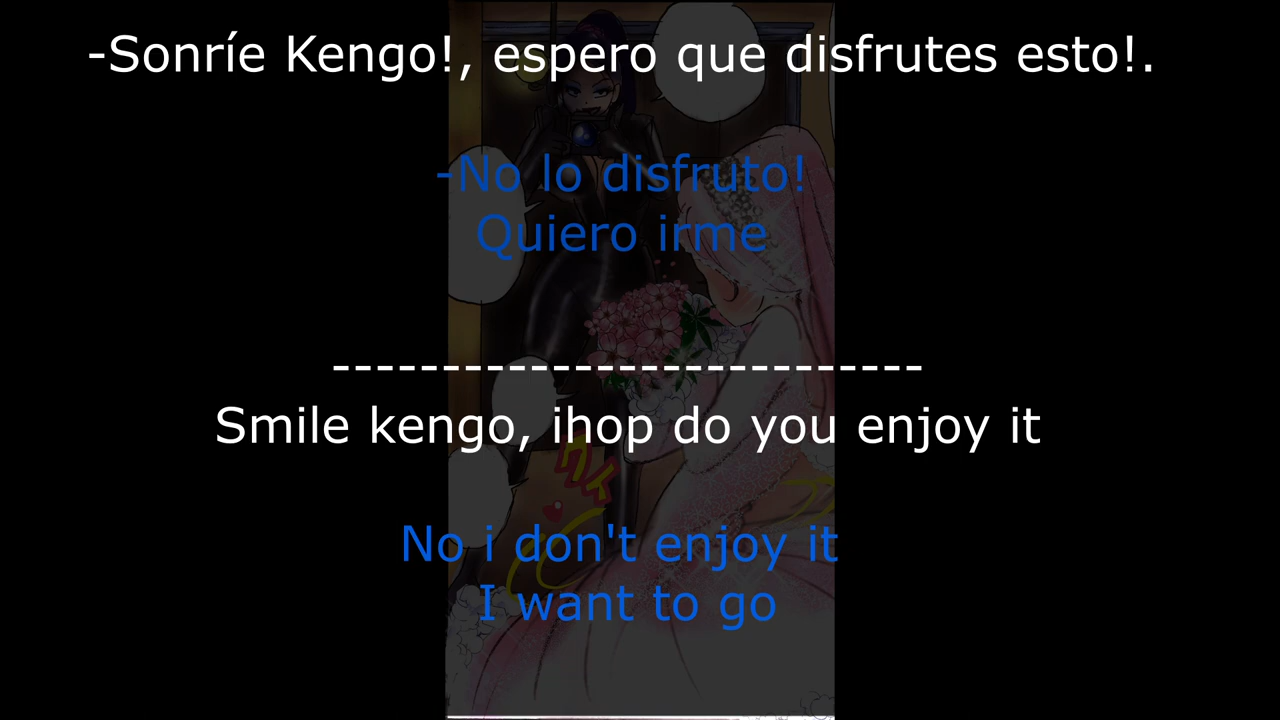 -Sonríe Kengo!, espero que disfrutes esto!.
-No lo disfruto!
Quiero irme
---------------------------
Smile kengo, ihop do you enjoy it
No i don't enjoy it
I want to go